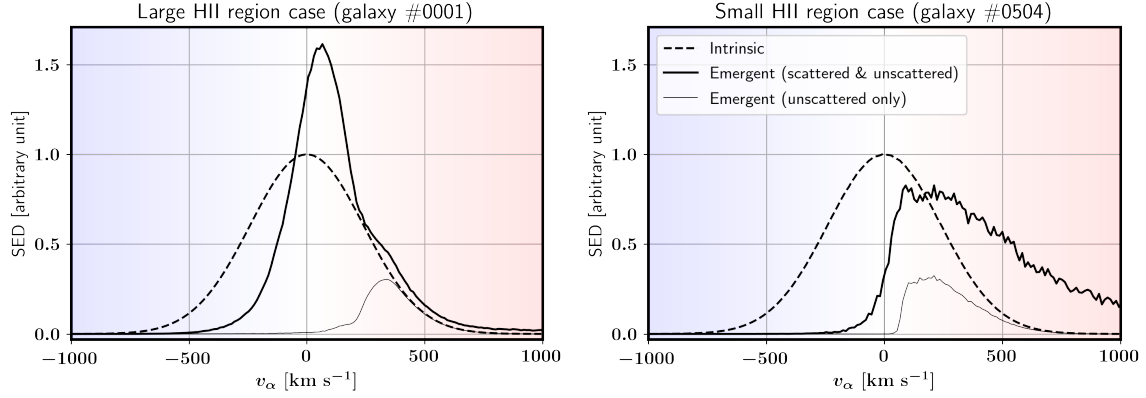 Large HII region case (galaxy #0001)
SED [arbitrary unit]
1.5
1.0
0.5
0.0
−1000 −500 0 500 1000
v_α [km s⁻¹]
Small HII region case (galaxy #0504)
Intrinsic
Emergent (scattered & unscattered)
Emergent (unscattered only)
SED [arbitrary unit]
1.5
1.0
0.5
0.0
−1000 −500 0 500 1000
v_α [km s⁻¹]